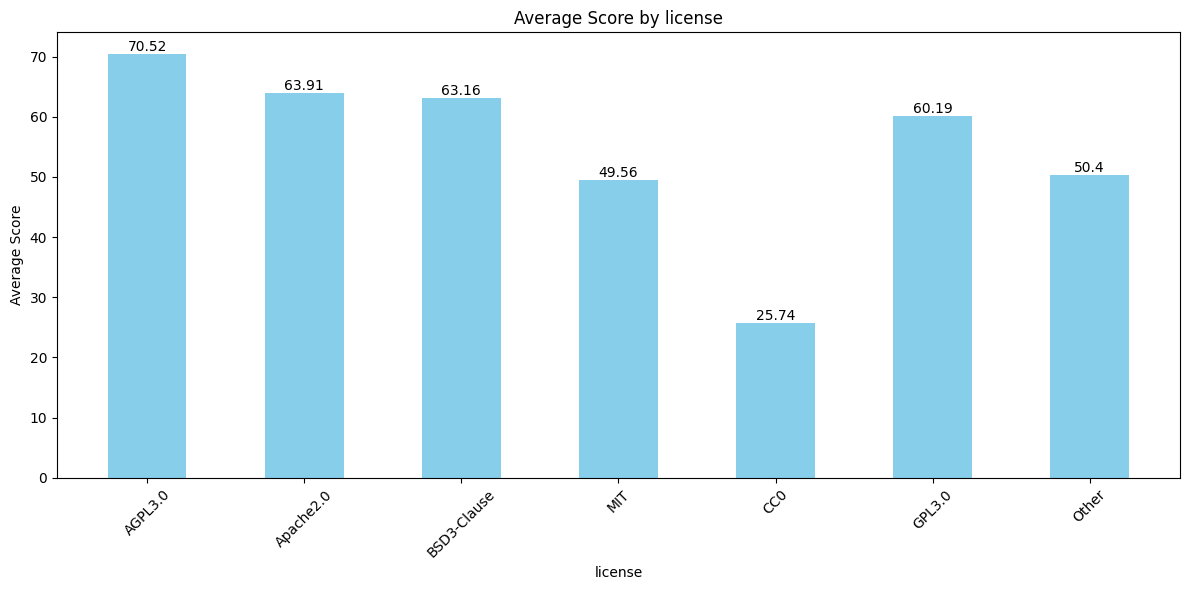 Average Score by license
Average Score
70
60
50
40
30
20
10
0
70.52
63.91
63.16
49.56
25.74
60.19
50.4
AGPL3.0
Apache2.0
BSD3-Clause
MIT
CC0
GPL3.0
Other
license